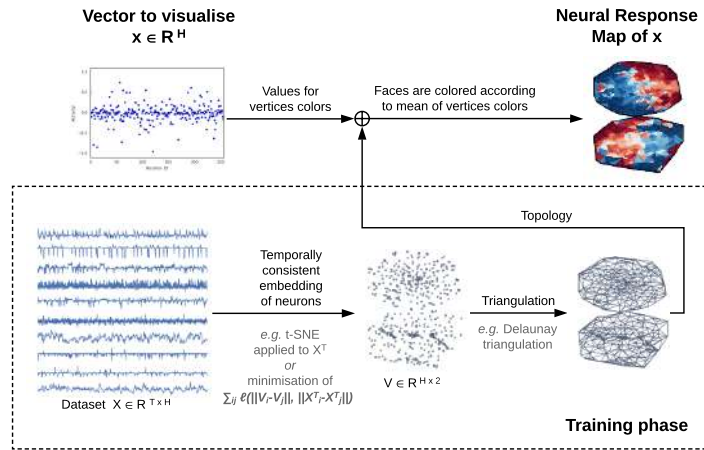 Vector to visualise
x ∈ R H
Neural Response
Map of x
Values for
vertices colors
Faces are colored according
to mean of vertices colors
Topology
Temporally
consistent
embedding
of neurons
e.g. t-SNE
applied to XT
or
minimisation of
∑ij ℓ(||Vi-Vj||, ||XTi-XTj||)
Triangulation
e.g. Delaunay
triangulation
Dataset X ∈ R T x H
V ∈ R H x 2
Training phase